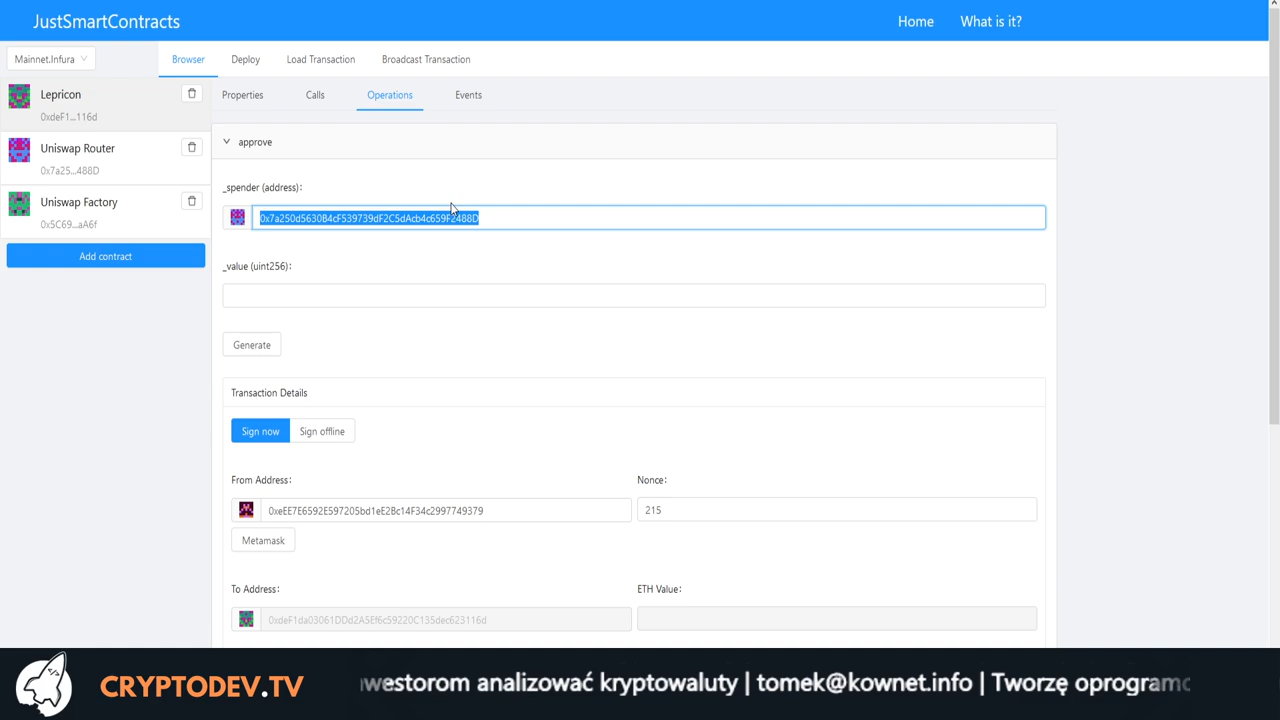 JustSmartContracts
Home
What is it?
Mainnet.Infura
Browser
Deploy
Load Transaction
Broadcast Transaction
Lepricon
0xdeF1...116d
Uniswap Router
0x7a25...488D
Uniswap Factory
0x5C69...aA6f
Add contract
Properties
Calls
Operations
Events
approve
_spender (address):
0x7a250d5630B4cF539739dF2C5dAcb4c659F2488D
_value (uint256):
Generate
Transaction Details
Sign now
Sign offline
From Address:
0xeEE7E6592E597205bd1eE2Bc14F34c2997749379
Nonce:
215
Metamask
To Address:
0xdeF1da03061DDd2A5Ef6c59220C135dec623116d
ETH Value:
CRYPTODEV.TV
westorom analizować kryptowaluty | tomek@kownet.info | Tworzę oprogramo